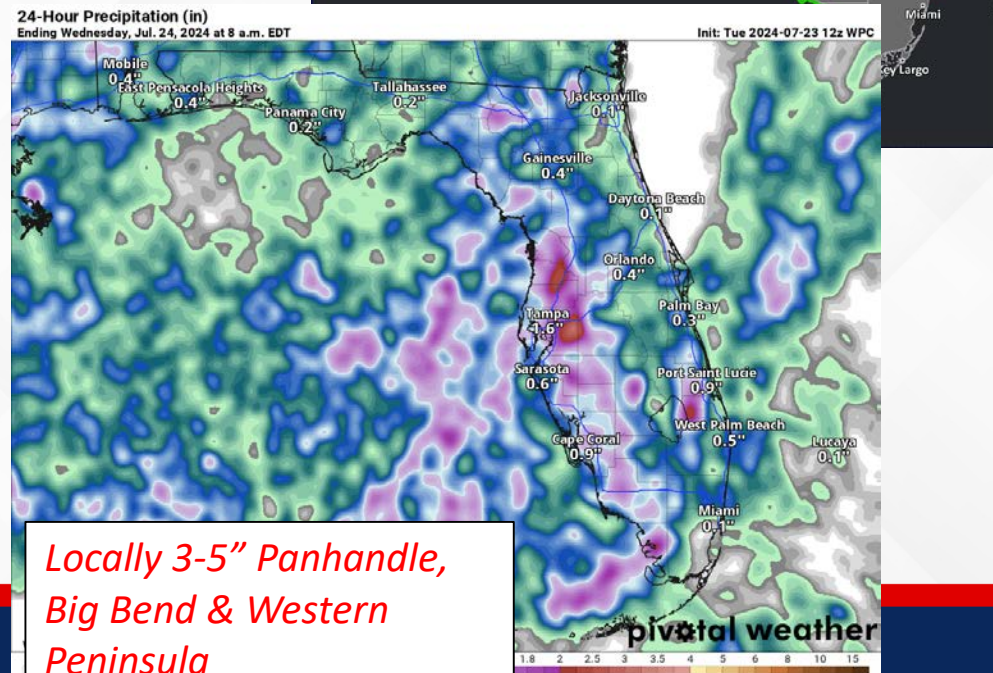 24-Hour Precipitation (in)
Ending Wednesday, Jul. 24, 2024 at 8 a.m. EDT
Init: Tue 2024-07-23 12z WPC
Miami
ey Largo
Mobile
0.4"
East Pensacola Heights
0.4"
Panama City
0.2"
Tallahassee
0.2"
Jacksonville
0.1"
Gainesville
0.4"
Daytona Beach
0.1"
Orlando
0.4"
Palm Bay
0.3"
Tampa
1.6"
Sarasota
0.6"
Port Saint Lucie
0.9"
West Palm Beach
0.5"
Cape Coral
0.9"
Lucaya
0.1"
Miami
0.1"
Locally 3-5” Panhandle,
Big Bend & Western
Peninsula
pivotal weather
1.8 2 2.5 3 3.5 4 5 6 8 10 15